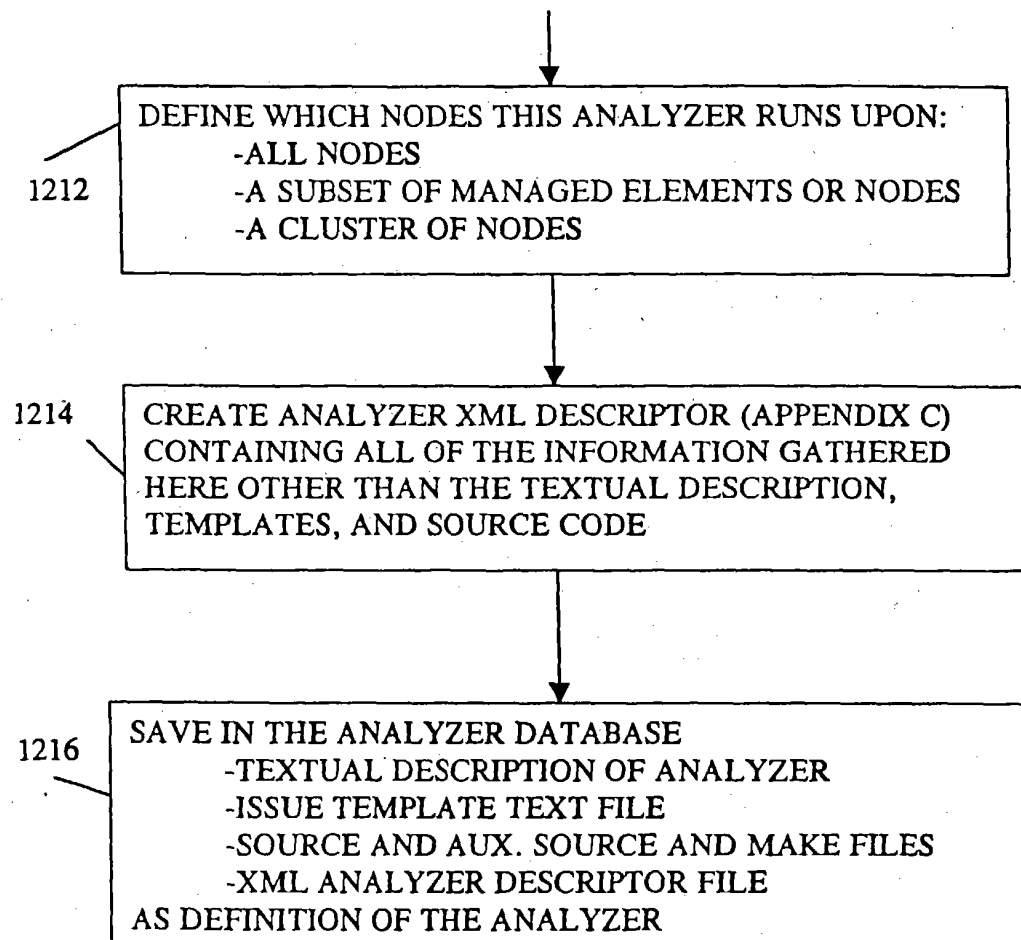 DEFINE WHICH NODES THIS ANALYZER RUNS UPON:
-ALL NODES
-A SUBSET OF MANAGED ELEMENTS OR NODES
-A CLUSTER OF NODES
1212
1214
CREATE ANALYZER XML DESCRIPTOR (APPENDIX C)
CONTAINING ALL OF THE INFORMATION GATHERED
HERE OTHER THAN THE TEXTUAL DESCRIPTION,
TEMPLATES, AND SOURCE CODE
1216
SAVE IN THE ANALYZER DATABASE
-TEXTUAL DESCRIPTION OF ANALYZER
-ISSUE TEMPLATE TEXT FILE
-SOURCE AND AUX. SOURCE AND MAKE FILES
-XML ANALYZER DESCRIPTOR FILE
AS DEFINITION OF THE ANALYZER